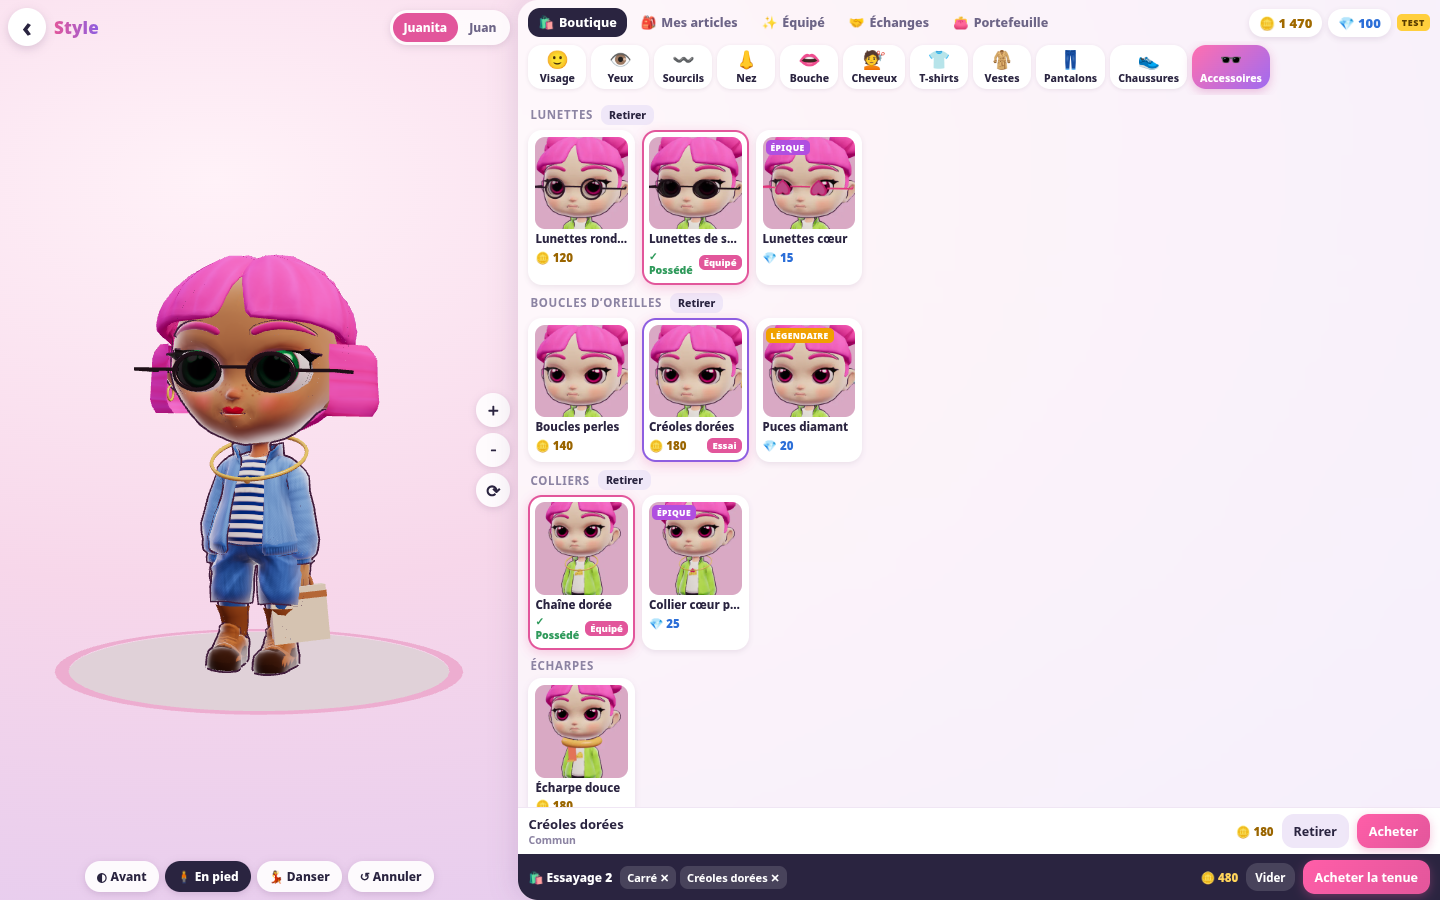 Style
Juanita Juan
Boutique Mes articles Équipé Échanges Portefeuille
1 470 100 TEST
Visage Yeux Sourcils Nez Bouche Cheveux T-shirts Vestes Pantalons Chaussures Accessoires
LUNETTES Retirer
ÉPIQUE
Lunettes rond... Lunettes de s... Lunettes cœur
120 ✓ Possédé Équipé 15
BOUCLES D'OREILLES Retirer
LÉGENDAIRE
Boucles perles Créoles dorées Puces diamant
140 180 Essai 20
COLLIERS Retirer
ÉPIQUE
Chaîne dorée Collier cœur p...
✓ Possédé Équipé 25
ÉCHARPES
Écharpe douce
180
+
-
Créoles dorées
Commun
180 Retirer Acheter
Avant En pied Danser Annuler
Essayage 2 Carré ✕ Créoles dorées ✕ 480 Vider Acheter la tenue